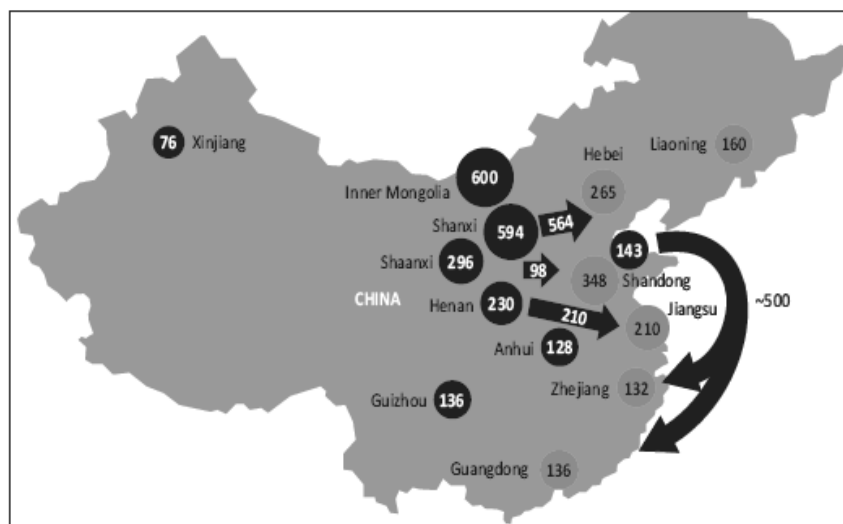 Hebei
Liaoning
160
76
Xinjiang
600
265
Inner Mongolia
Shanxi
594
564
143
Shaanxi
296
98
348
Shandong
CHINA
Henan
230
210
Jiangsu
~500
210
Anhui
128
Zhejiang
132
Guizhou
136
Guangdong
136